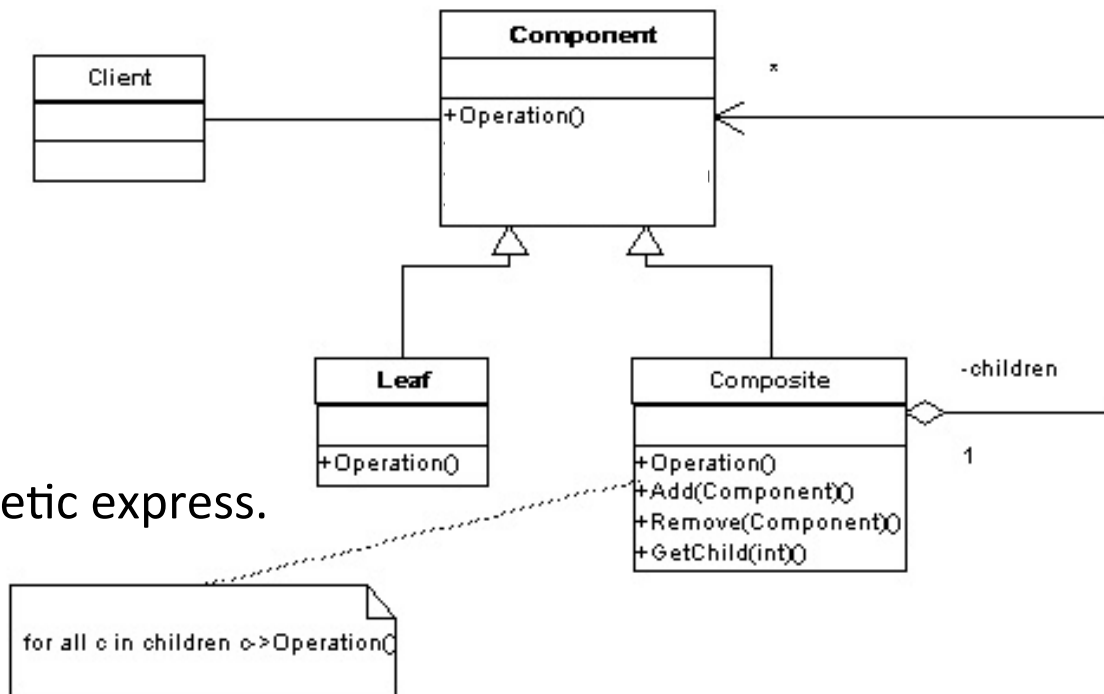 Component
Client
*
+Operation()
Leaf
Composite
-children
+Operation()
+Operation()
1
+Add(Component)()
etic express.
+Remove(Component)()
+GetChild(int)()
for all c in children c->Operation()